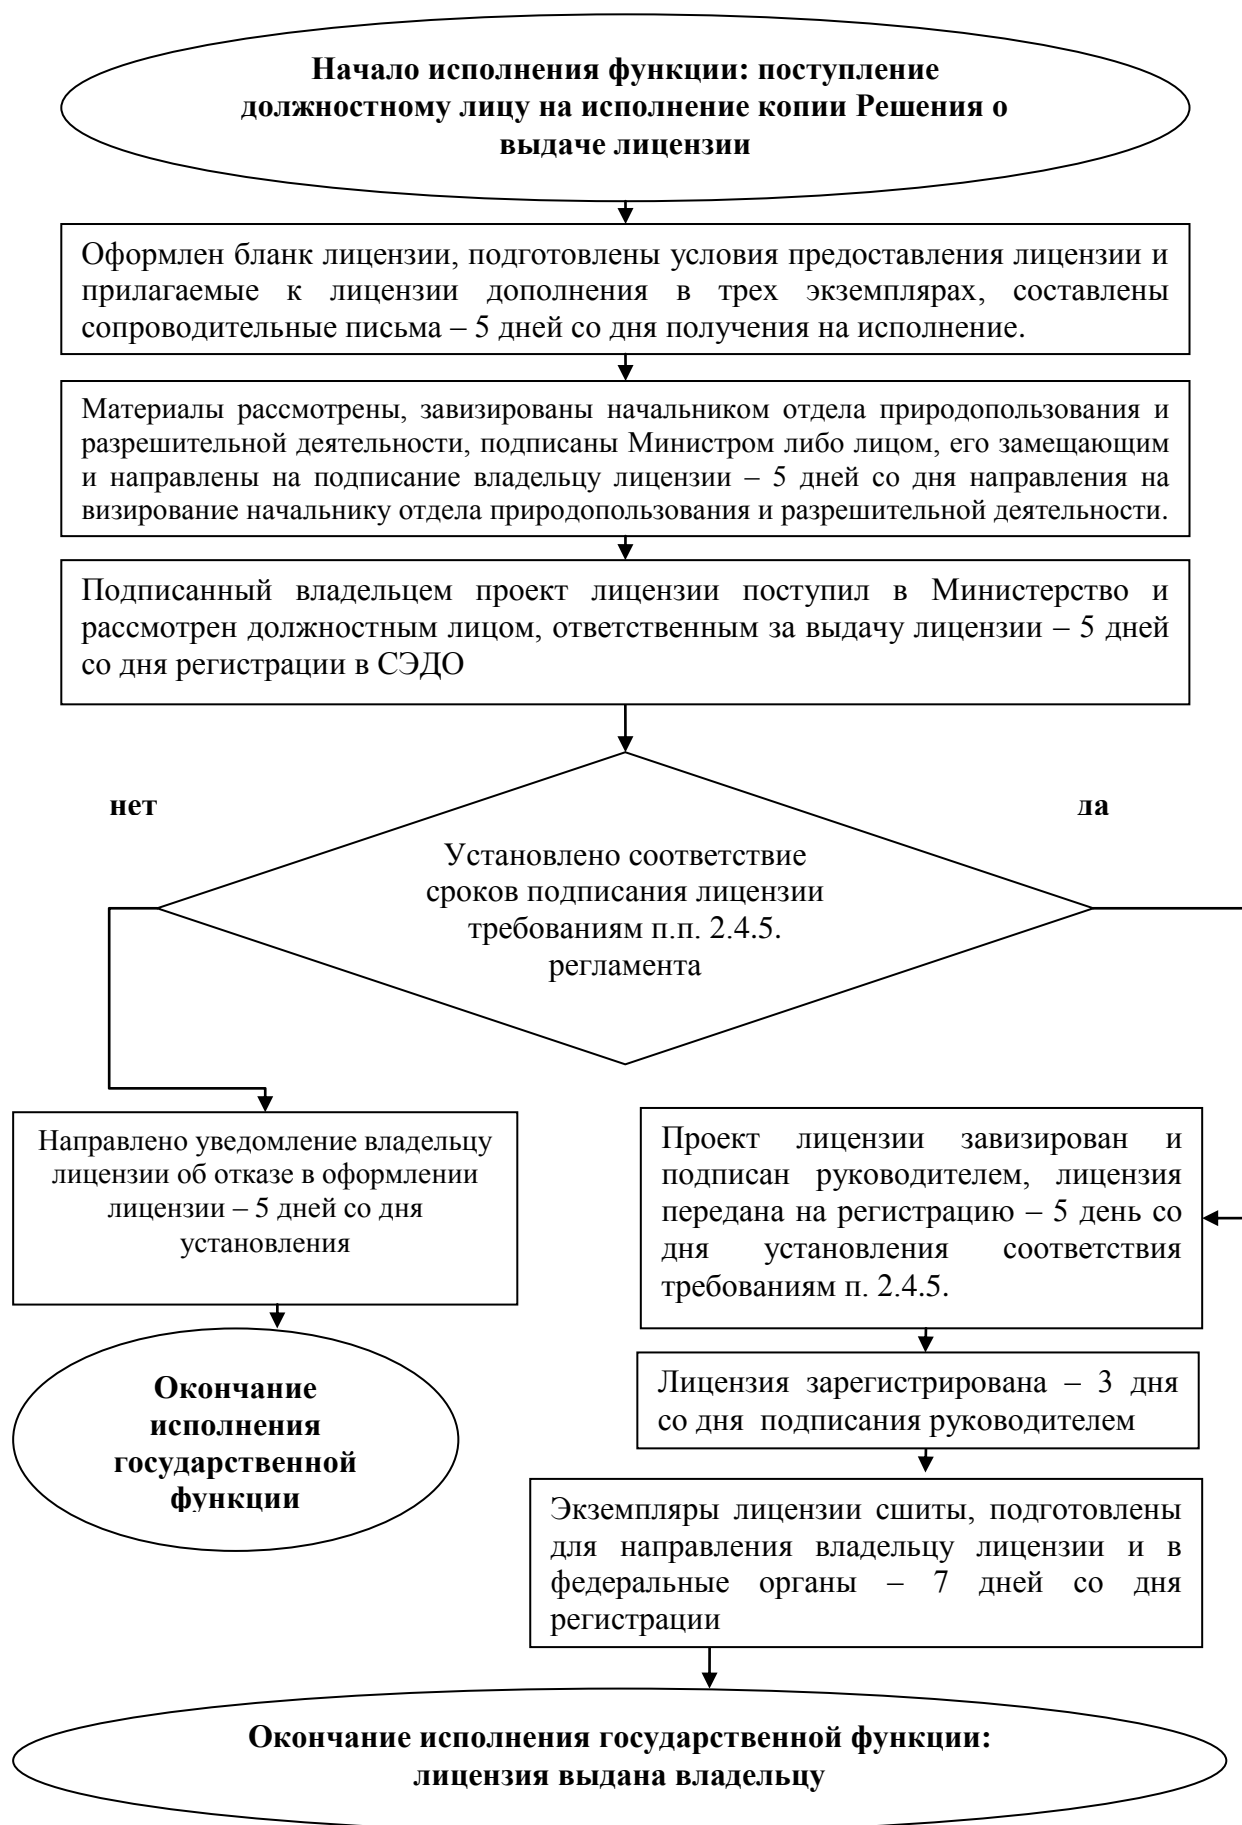 Начало исполнения функции: поступление
должностному лицу на исполнение копии Решения о
выдаче лицензии
Оформлен бланк лицензии, подготовлены условия предоставления лицензии и
прилагаемые к лицензии дополнения в трех экземплярах, составлены
сопроводительные письма – 5 дней со дня получения на исполнение.
Материалы рассмотрены, завизированы начальником отдела природопользования и
разрешительной деятельности, подписаны Министром либо лицом, его замещающим
и направлены на подписание владельцу лицензии – 5 дней со дня направления на
визирование начальнику отдела природопользования и разрешительной деятельности.
Подписанный владельцем проект лицензии поступил в Министерство и
рассмотрен должностным лицом, ответственным за выдачу лицензии – 5 дней
со дня регистрации в СЭДО
нет
да
Установлено соответствие
сроков подписания лицензии
требованиям п.п. 2.4.5.
регламента
Направлено уведомление владельцу
лицензии об отказе в оформлении
лицензии – 5 дней со дня
установления
Окончание
исполнения
государственной
функции
Проект лицензии завизирован и
подписан руководителем, лицензия
передана на регистрацию – 5 день со
дня установления соответствия
требованиям п. 2.4.5.
Лицензия зарегистрирована – 3 дня
со дня подписания руководителем
Экземпляры лицензии сшиты, подготовлены
для направления владельцу лицензии и в
федеральные органы – 7 дней со дня
регистрации
Окончание исполнения государственной функции:
лицензия выдана владельцу